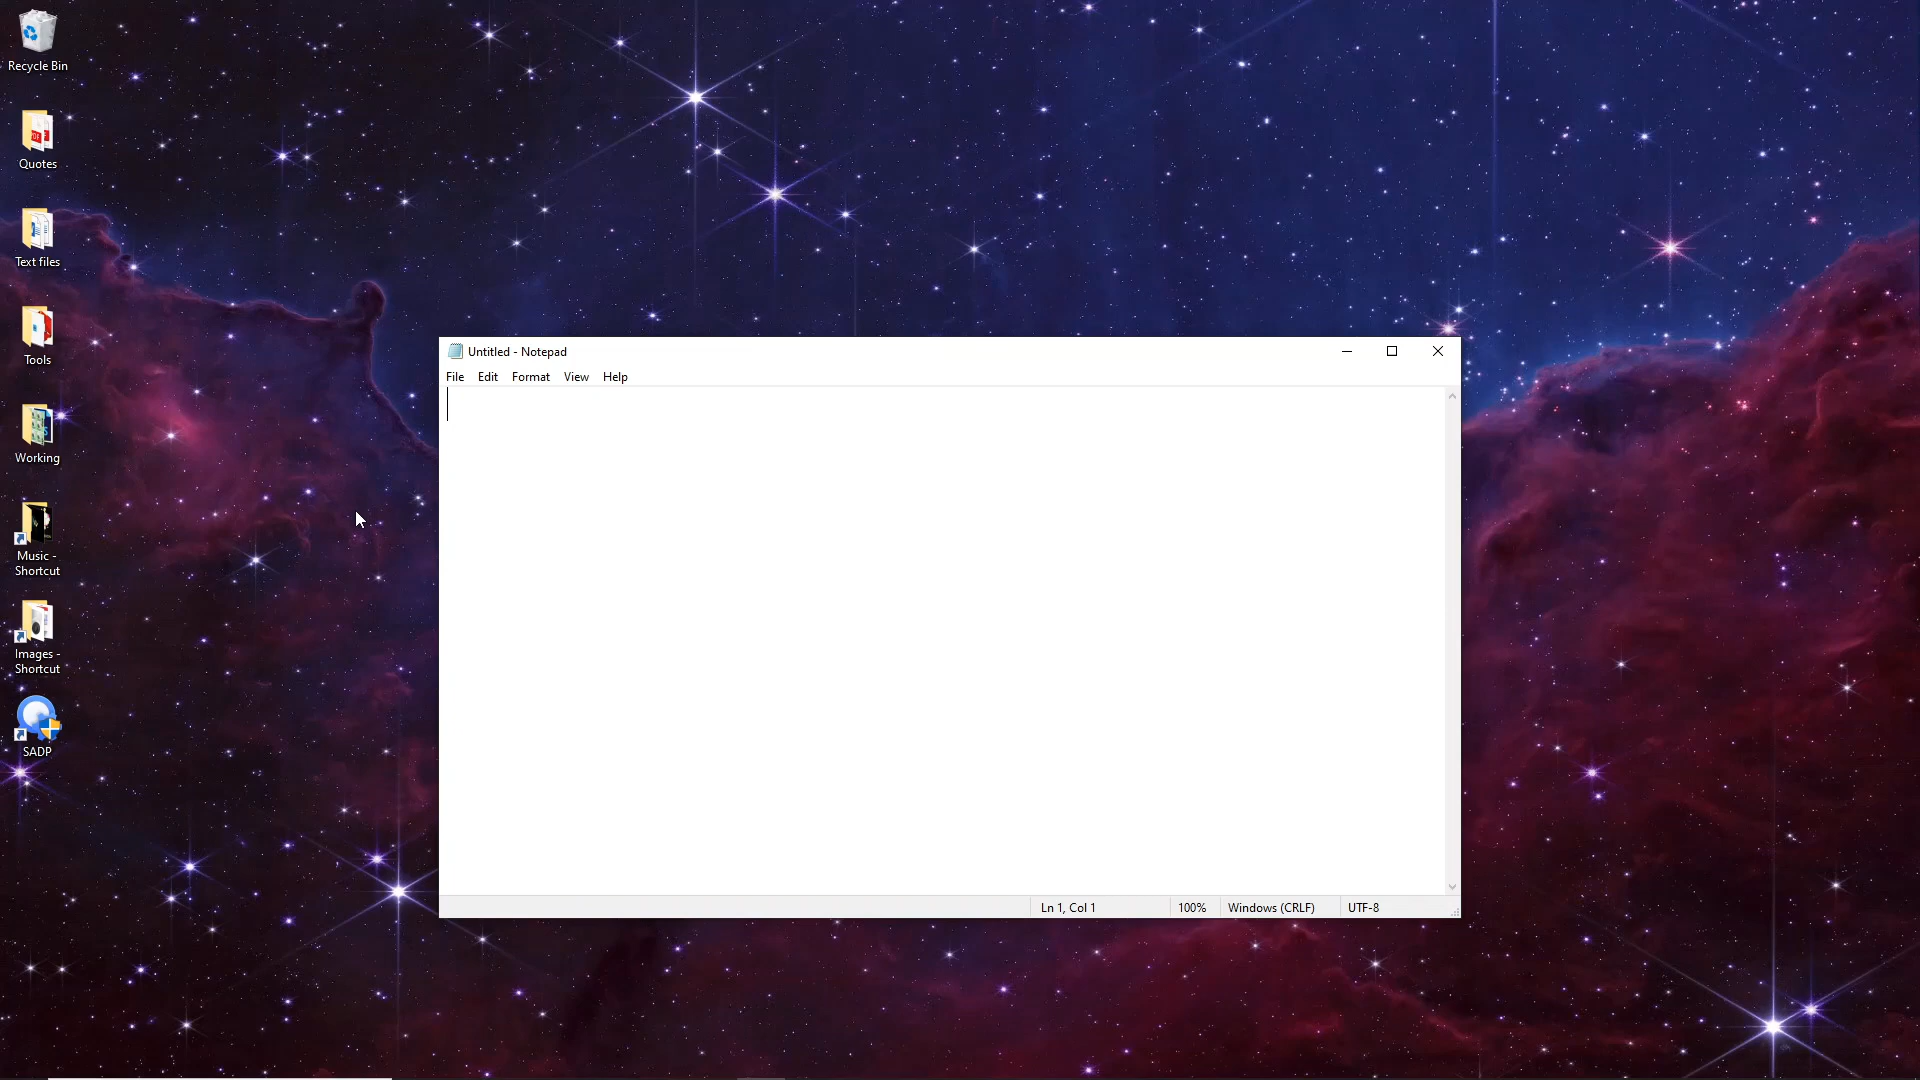 Recycle Bin
Quotes
Text files
Tools
Working
Music -
Shortcut
Images -
Shortcut
SADP
Untitled - Notepad
File Edit Format View Help
Ln 1, Col 1 100% Windows (CRLF) UTF-8